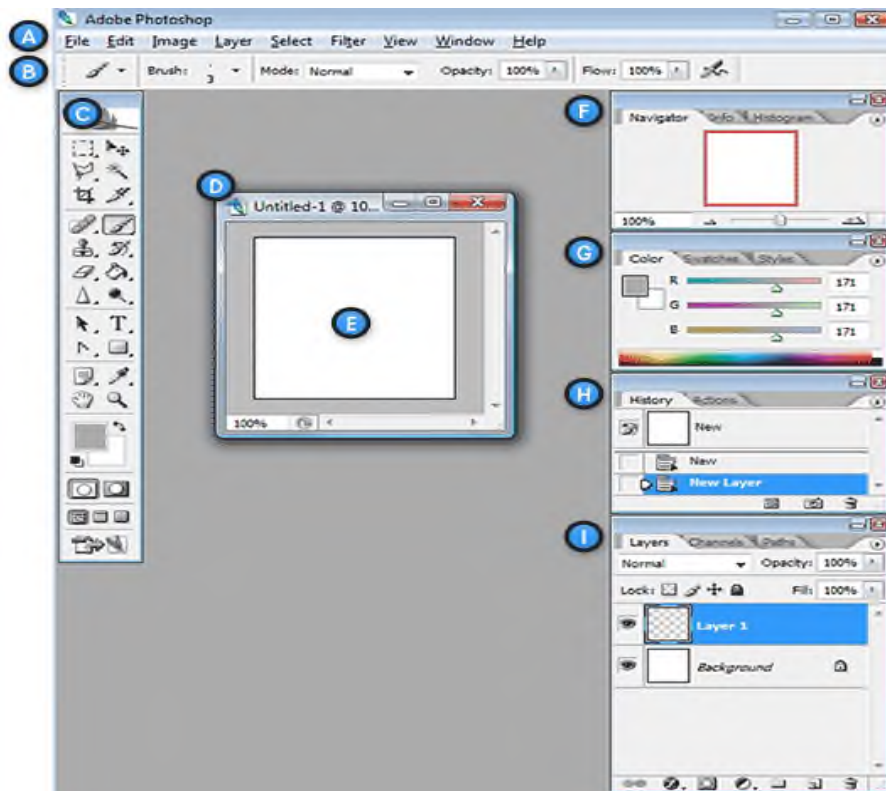 Adobe Photoshop
A
File Edit Image Layer Select Filter View Window Help
B
Brush: 3 Mode: Normal Opacity: 100% Flow: 100%
C
D
Untitled-1 @ 10...
E
100%
F
Navigator Info Histogram
100%
G
Color Swatches Styles
R 171
G 171
B 171
H
History Actions
New
New
New Layer
I
Layers Channels Paths
Normal Opacity: 100%
Lock: Fill: 100%
Layer 1
Background